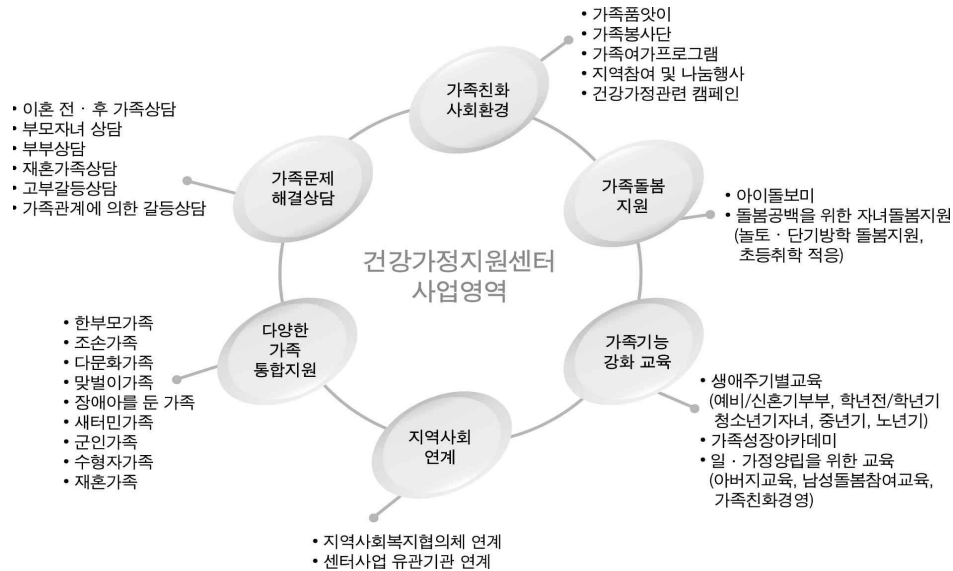 건강가정지원센터
사업영역
가족친화
사회환경
• 가족품앗이
• 가족봉사단
• 가족여가프로그램
• 지역참여 및 나눔행사
• 건강가정관련 캠페인
가족돌봄
지원
• 아이돌보미
• 돌봄공백을 위한 자녀돌봄지원
(놀토 · 단기방학 돌봄지원,
초등취학 적응)
가족기능
강화 교육
• 생애주기별교육
(예비/신혼기부부, 학년전/학년기
청소년기자녀, 중년기, 노년기)
• 가족성장아카데미
• 일 · 가정양립을 위한 교육
(아버지교육, 남성돌봄참여교육,
가족친화경영)
지역사회
연계
• 지역사회복지협의체 연계
• 센터사업 유관기관 연계
다양한
가족
통합지원
• 한부모가족
• 조손가족
• 다문화가족
• 맞벌이가족
• 장애아를 둔 가족
• 새터민가족
• 군인가족
• 수형자가족
• 재혼가족
가족문제
해결상담
• 이혼 전 · 후 가족상담
• 부모자녀 상담
• 부부상담
• 재혼가족상담
• 고부갈등상담
• 가족관계에 의한 갈등상담